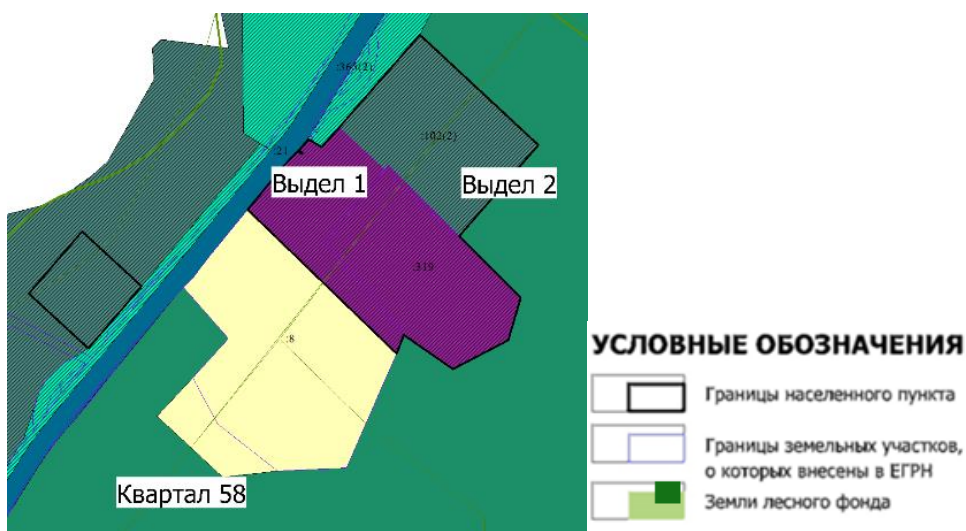 :363(2)
:102(2)
:21
Выдел 1
Выдел 2
:319
:8
Квартал 58
УСЛОВНЫЕ ОБОЗНАЧЕНИЯ
Границы населенного пункта
Границы земельных участков,
о которых внесены в ЕГРН
Земли лесного фонда